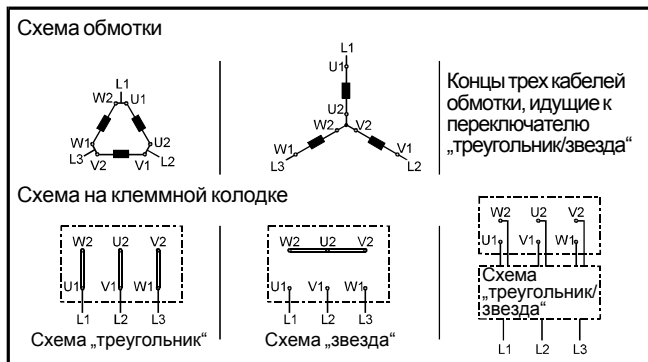 Схема обмотки
L1
W2 U1
W1 U2
L3 V2 V1 L2
L1
U1
U2
W2 V2
W1 V1
L3 L2
Концы трех кабелей
обмотки, идущие к
переключателю
„треугольник/звезда“
Схема на клеммной колодке
W2 U2 V2
U1 V1 W1
L1 L2 L3
Схема „треугольник“
W2 U2 V2
U1 V1 W1
L1 L2 L3
Схема „звезда“
W2 U2 V2
U1 V1 W1
Схема
„треугольник/
звезда“
L1 L2 L3